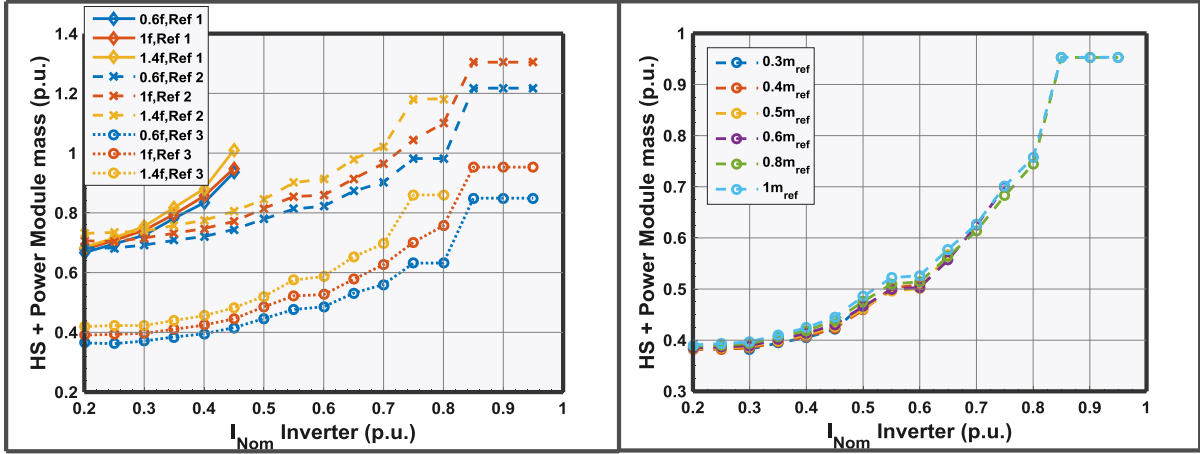 HS + Power Module mass (p.u.)
1.4
1.2
1
0.8
0.6
0.4
0.2
0.6f,Ref 1
1f,Ref 1
1.4f,Ref 1
0.6f,Ref 2
1f,Ref 2
1.4f,Ref 2
0.6f,Ref 3
1f,Ref 3
1.4f,Ref 3
0.2 0.3 0.4 0.5 0.6 0.7 0.8 0.9 1
I_Nom Inverter (p.u.)
HS + Power Module mass (p.u.)
1
0.9
0.8
0.7
0.6
0.5
0.4
0.3
0.3m_ref
0.4m_ref
0.5m_ref
0.6m_ref
0.8m_ref
1m_ref
0.2 0.3 0.4 0.5 0.6 0.7 0.8 0.9 1
I_Nom Inverter (p.u.)